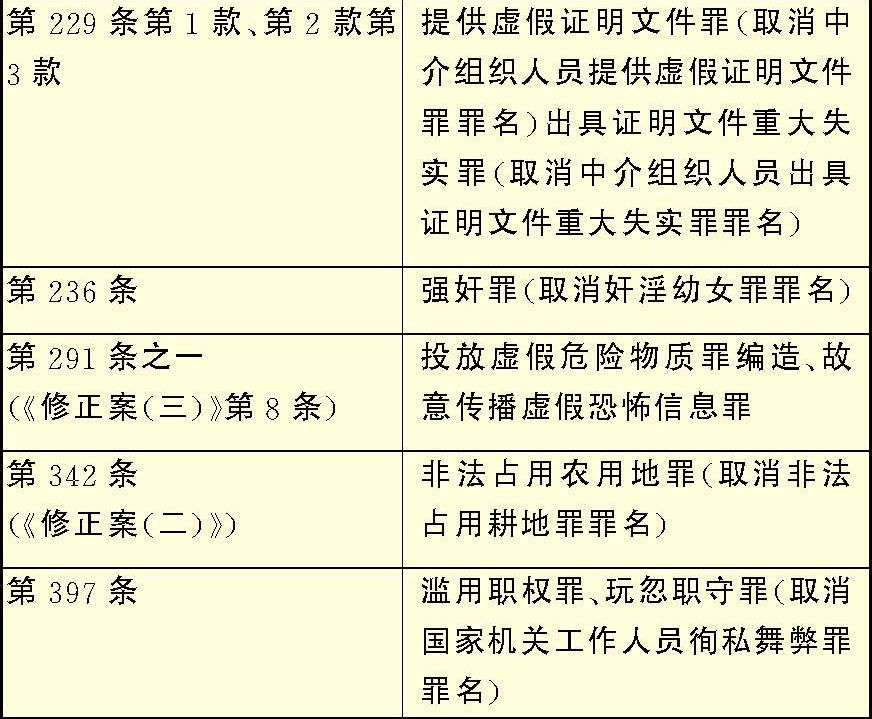 第 229 条第 1 款、第 2 款第
3 款
提供虚假证明文件罪(取消中
介组织人员提供虚假证明文件
罪罪名)出具证明文件重大失
实罪(取消中介组织人员出具
证明文件重大失实罪罪名)
第 236 条
强奸罪(取消奸淫幼女罪罪名)
第 291 条之一
(《修正案(三)》第 8 条)
投放虚假危险物质罪编造、故
意传播虚假恐怖信息罪
第 342 条
(《修正案(二)》)
非法占用农用地罪(取消非法
占用耕地罪罪名)
第 397 条
滥用职权罪、玩忽职守罪(取消
国家机关工作人员徇私舞弊罪
罪名)